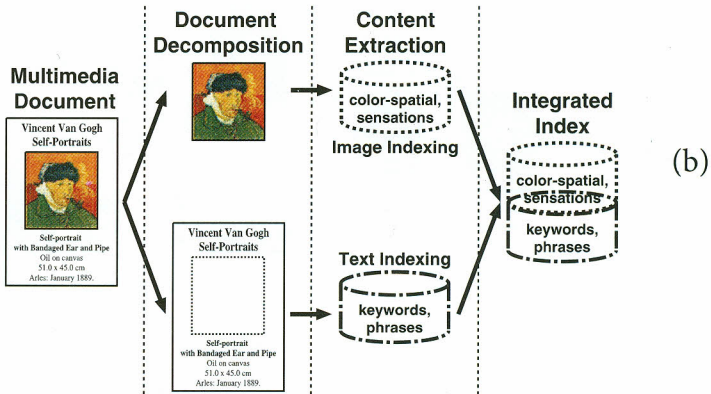 Multimedia
Document
Vincent Van Gogh
Self-Portraits
Self-portrait
with Bandaged Ear and Pipe
Oil on canvas
51.0 x 45.0 cm
Arles: January 1889.
Document
Decomposition
Vincent Van Gogh
Self-Portraits
Self-portrait
with Bandaged Ear and Pipe
Oil on canvas
51.0 x 45.0 cm
Arles: January 1889.
Content
Extraction
color-spatial,
sensations
Image Indexing
Text Indexing
keywords,
phrases
Integrated
Index
color-spatial,
sensations
keywords,
phrases
(b)